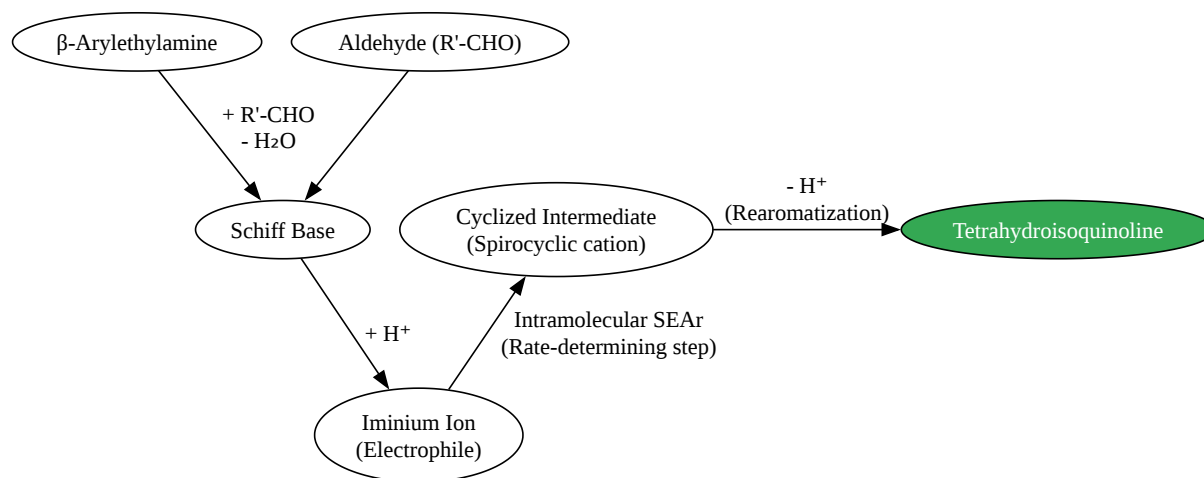 β-Arylethylamine
Aldehyde (R'-CHO)
+ R'-CHO
- H₂O
Schiff Base
Cyclized Intermediate
(Spirocyclic cation)
- H⁺
(Rearomatization)
Tetrahydroisoquinoline
+ H⁺
Intramolecular SEAr
(Rate-determining step)
Iminium Ion
(Electrophile)